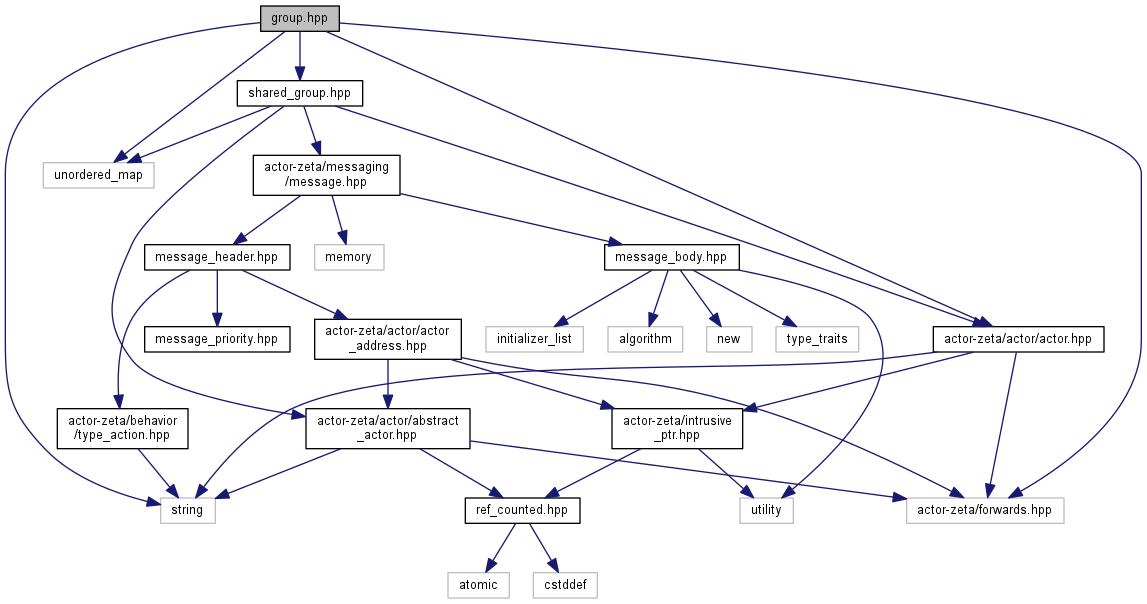 group.hpp
shared_group.hpp
unordered_map
actor-zeta/messaging
/message.hpp
message_header.hpp
memory
message_body.hpp
message_priority.hpp
actor-zeta/actor/actor
_address.hpp
initializer_list
algorithm
new
type_traits
actor-zeta/actor/actor.hpp
actor-zeta/behavior
/type_action.hpp
actor-zeta/actor/abstract
_actor.hpp
actor-zeta/intrusive
_ptr.hpp
string
ref_counted.hpp
utility
actor-zeta/forwards.hpp
atomic
cstddef